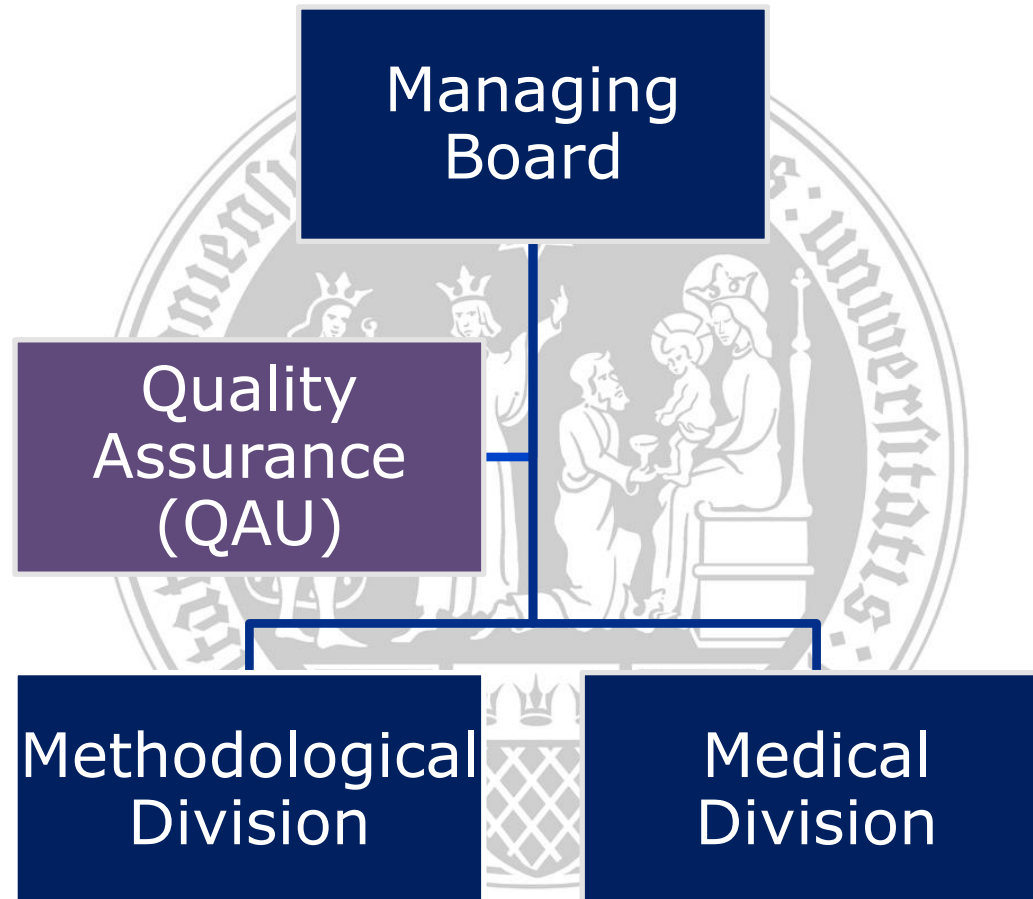 Managing
Board
Quality
Assurance
(QAU)
Methodological
Division
Medical
Division